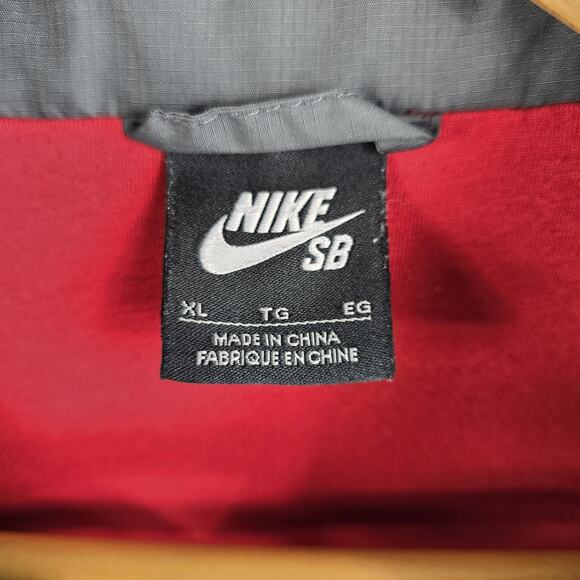 NIKE
SB
XL TG EG
MADE IN CHINA
FABRIQUE EN CHINE